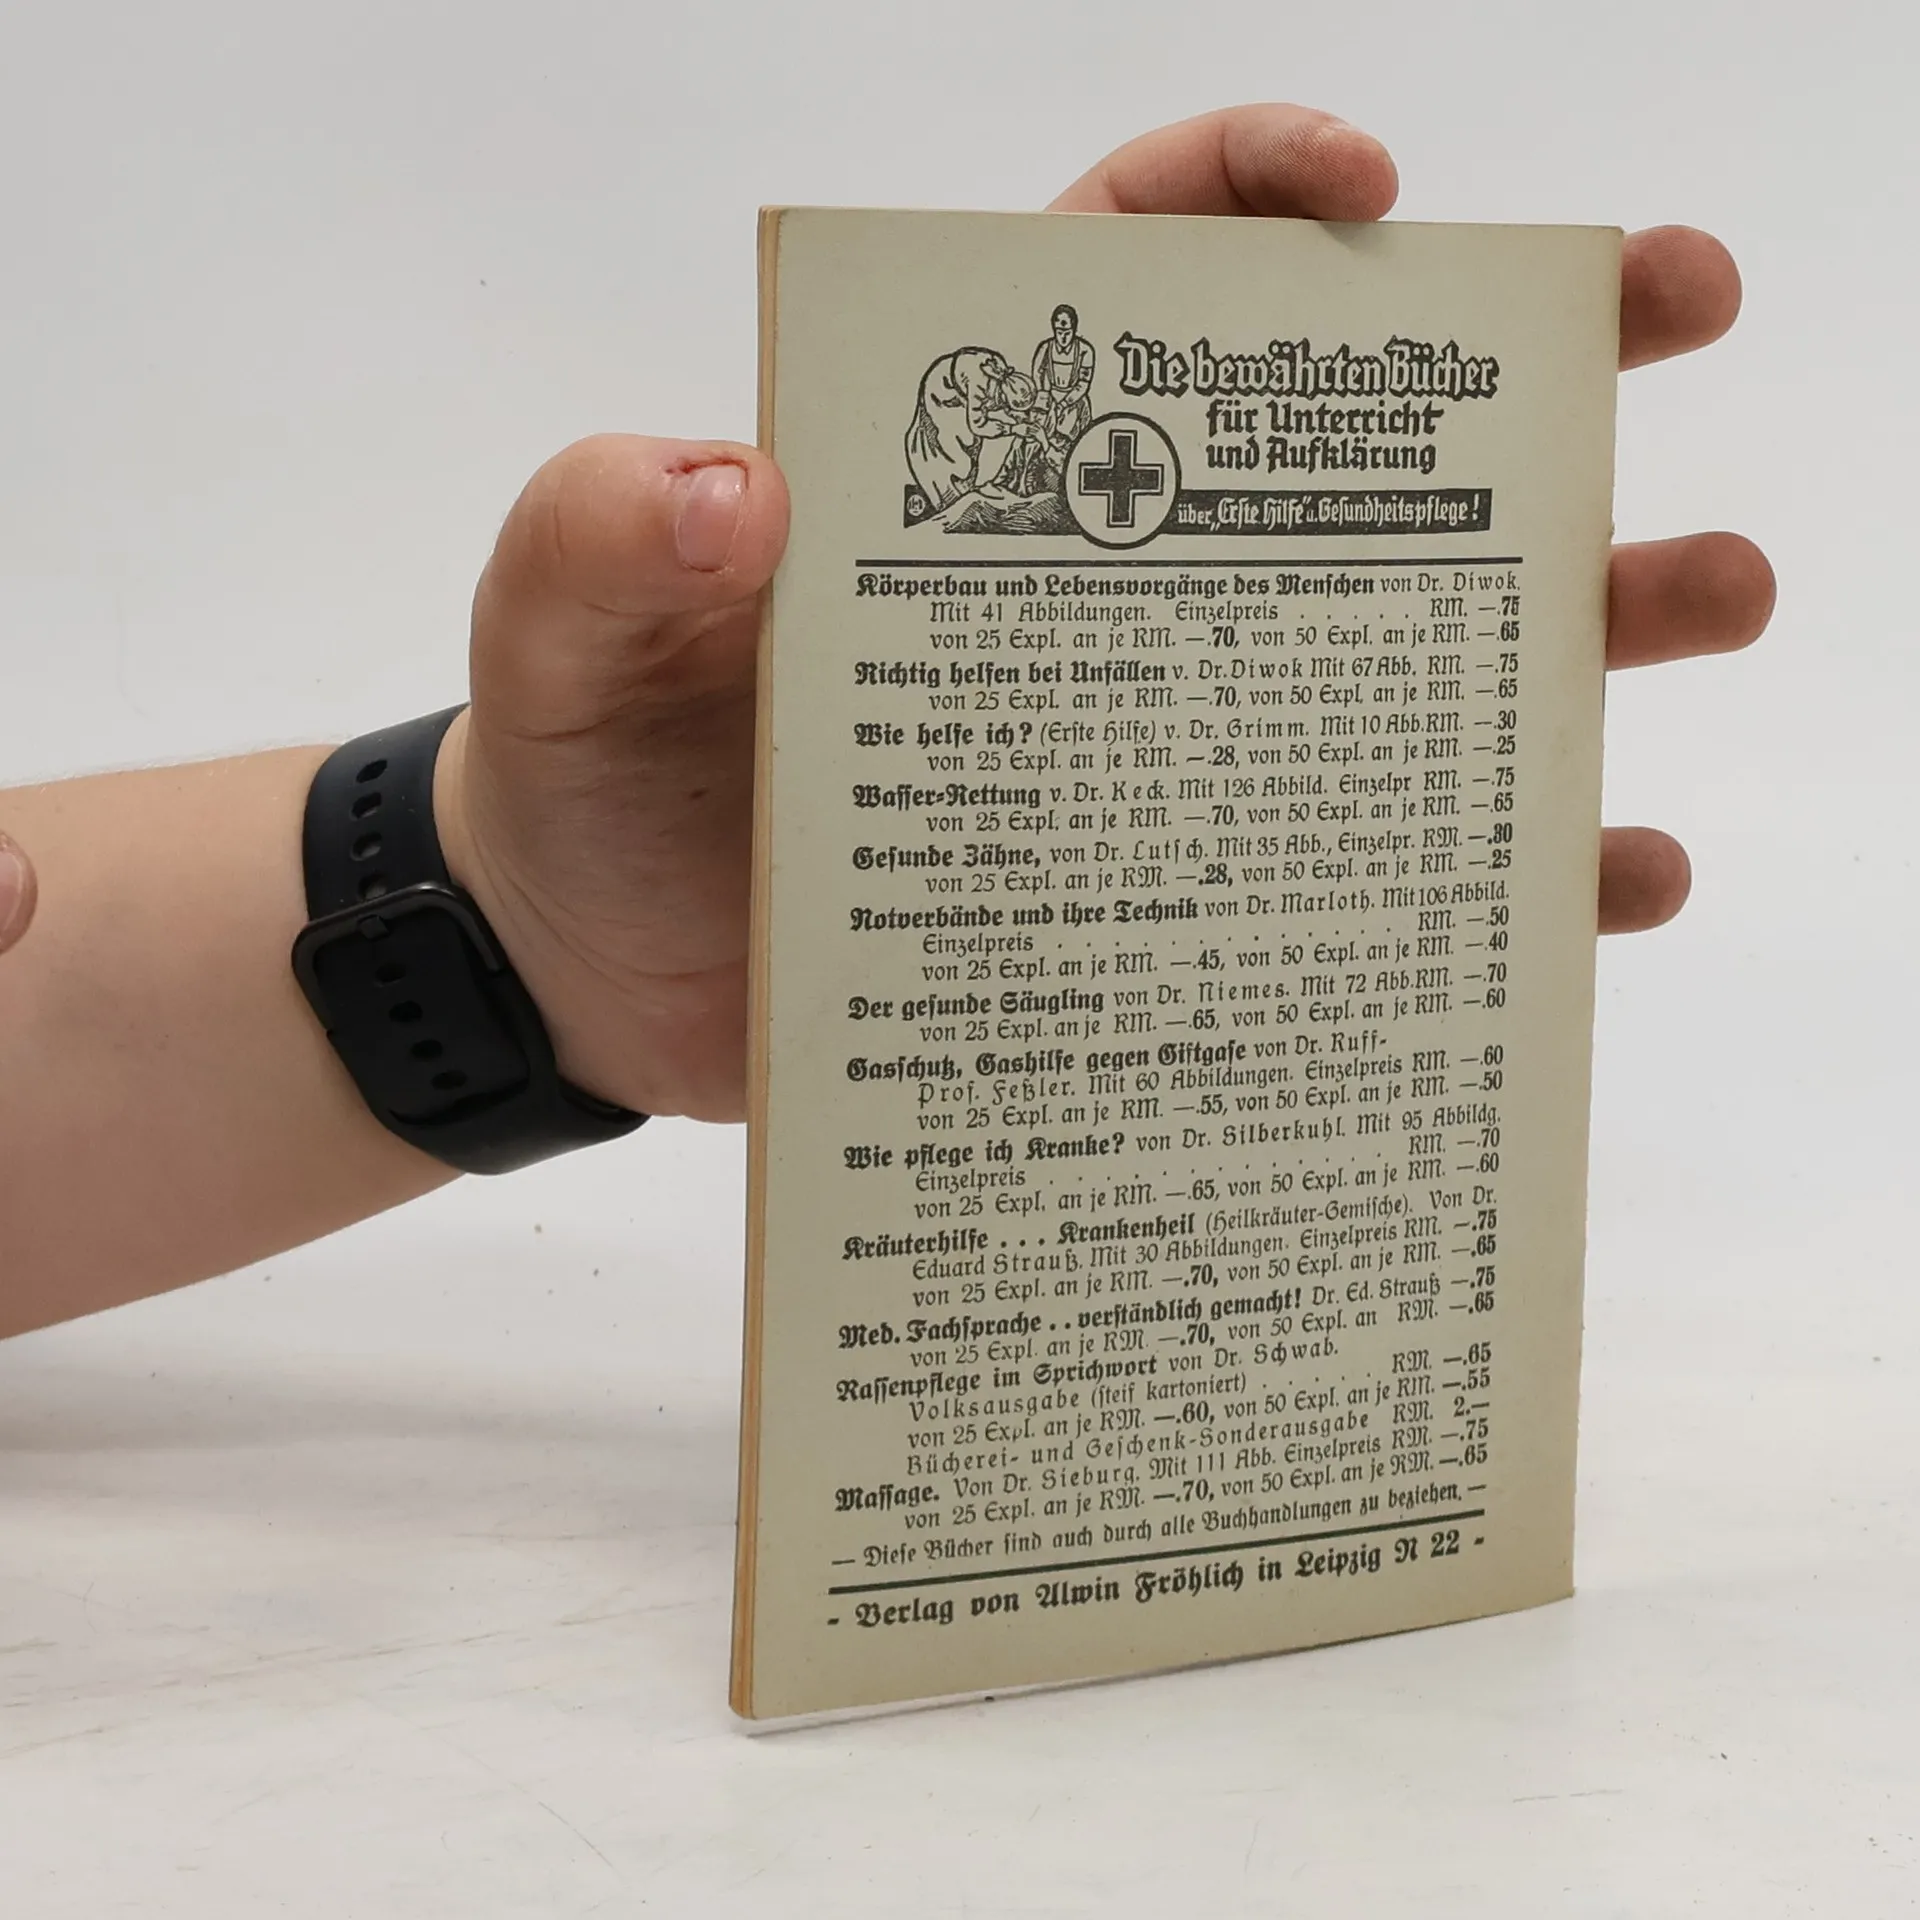 Die bewährten Bücher
für Unterricht
und Aufklärung
über „Erste Hilfe" u. Gesundheitspflege!
Körperbau und Lebensvorgänge des Menschen von Dr. Diwok.
Mit 41 Abbildungen. Einzelpreis . . . . . RM. —.75
von 25 Expl. an je RM. —.70, von 50 Expl. an je RM. —.65
Richtig helfen bei Unfällen v. Dr. Diwok Mit 67 Abb. RM. —.75
von 25 Expl. an je RM. —.70, von 50 Expl. an je RM. —.65
Wie helfe ich? (Erste Hilfe) v. Dr. Grimm. Mit 10 Abb. RM. —.30
von 25 Expl. an je RM. —.28, von 50 Expl. an je RM. —.25
Wasser=Rettung v. Dr. Keck. Mit 126 Abbild. Einzelpr RM. —.75
von 25 Expl. an je RM. —.70, von 50 Expl. an je RM. —.65
Gesunde Zähne, von Dr. Lutsch. Mit 35 Abb., Einzelpr. RM. —.30
von 25 Expl. an je RM. —.28, von 50 Expl. an je RM. —.25
Notverbände und ihre Technik von Dr. Marloth. Mit 106 Abbild.
Einzelpreis . . . . . . . . . . . RM. —.50
von 25 Expl. an je RM. —.45, von 50 Expl. an je RM. —.40
Der gesunde Säugling von Dr. Niemes. Mit 72 Abb. RM. —.70
von 25 Expl. an je RM. —.65, von 50 Expl. an je RM. —.60
Gasschutz, Gashilfe gegen Giftgase von Dr. Ruff-
Prof. Feßler. Mit 60 Abbildungen. Einzelpreis RM. —.60
von 25 Expl. an je RM. —.55, von 50 Expl. an je RM. —.50
Wie pflege ich Kranke? von Dr. Silberkuhl. Mit 95 Abbildg.
Einzelpreis . . . . . . . . . . . RM. —.70
von 25 Expl. an je RM. —.65, von 50 Expl. an je RM. —.60
Kräuterhilfe . . . Krankenheil (Heilkräuter-Gemische). Von Dr.
Eduard Strauß. Mit 30 Abbildungen. Einzelpreis RM. —.75
von 25 Expl. an je RM. —.70, von 50 Expl. an je RM. —.65
Med. Fachsprache . . verständlich gemacht! Dr. Ed. Strauß —.75
von 25 Expl. an je RM. —.70, von 50 Expl. an RM. —.65
Rassenpflege im Sprichwort von Dr. Schwab.
Volksausgabe (steif kartoniert) . . . . . RM. —.65
von 25 Expl. an je RM. —.60, von 50 Expl. an je RM. —.55
Bücherei- und Geschenk-Sonderausgabe RM. 2.—
Massage. Von Dr. Sieburg. Mit 111 Abb. Einzelpreis RM. —.75
von 25 Expl. an je RM. —.70, von 50 Expl. an je RM. —.65
— Diese Bücher sind auch durch alle Buchhandlungen zu beziehen. —
- Verlag von Alwin Fröhlich in Leipzig N 22 -